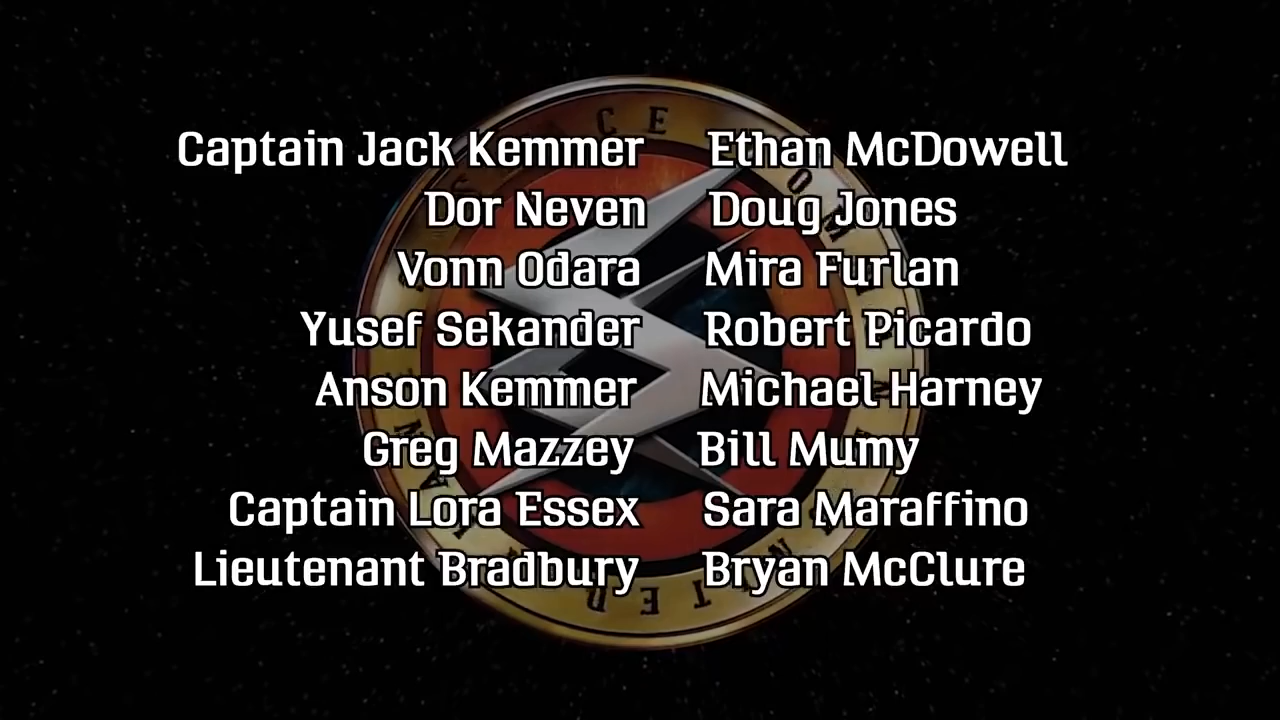 Captain Jack Kemmer Ethan McDowell
Dor Neven Doug Jones
Vonn Odara Mira Furlan
Yusef Sekander Robert Picardo
Anson Kemmer Michael Harney
Greg Mazzey Bill Mumy
Captain Lora Essex Sara Maraffino
Lieutenant Bradbury Bryan McClure